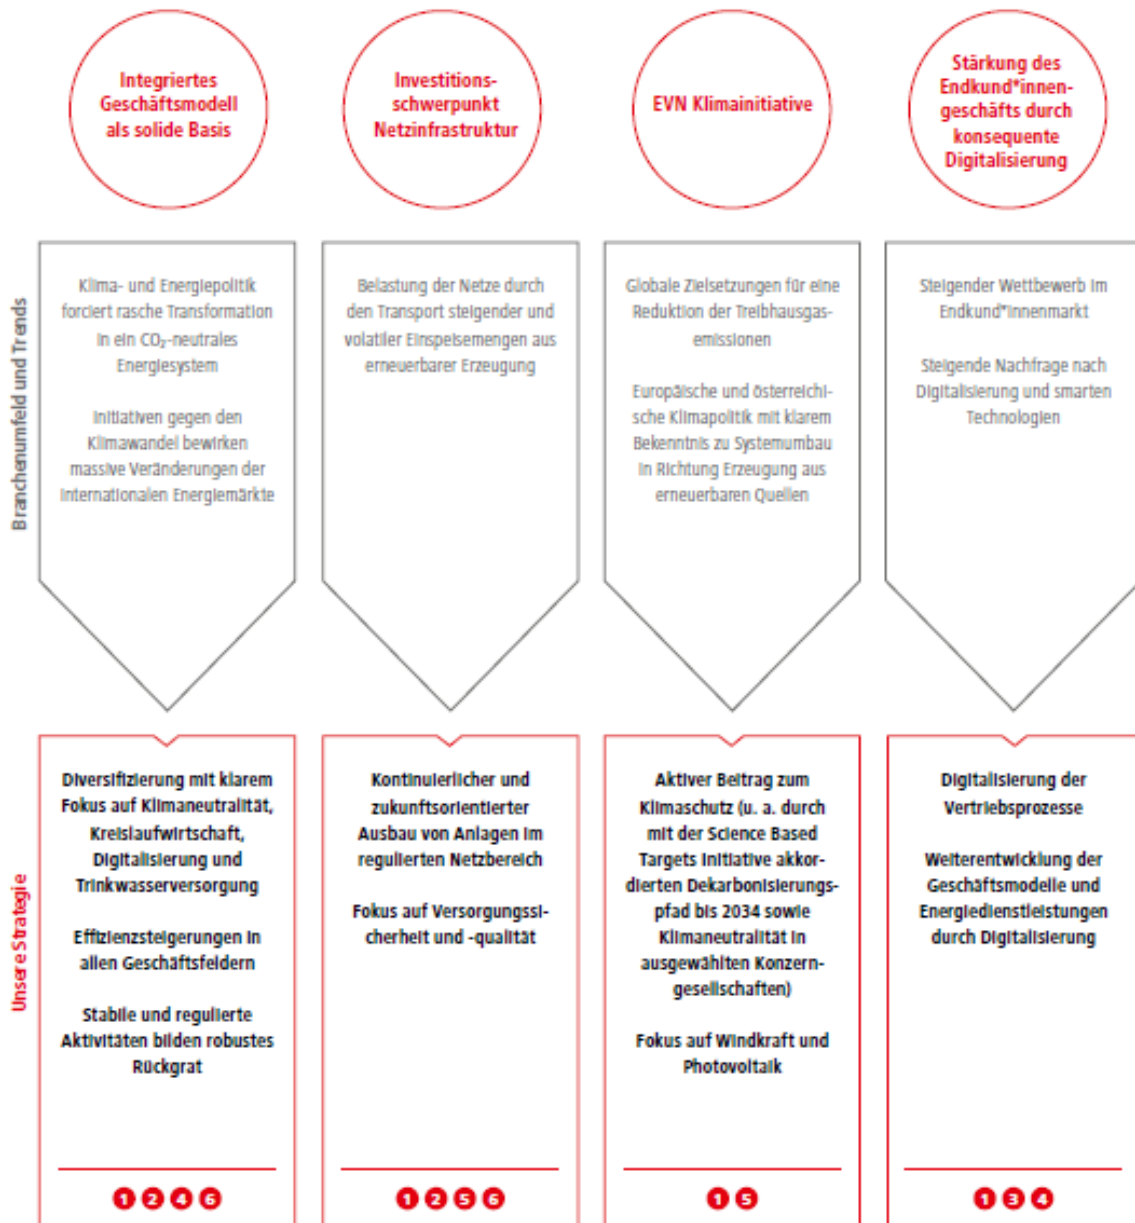 Integriertes
Geschäftsmodell
als solide Basis
Investitions-
schwerpunkt
Netzinfrastruktur
EVN Klimainitiative
Stärkung des
Endkund*innen-
geschäfts durch
konsequente
Digitalisierung
Branchenumfeld und Trends
Klima- und Energiepolitik
forciert rasche Transformation
in ein CO₂-neutrales
Energiesystem
Initiativen gegen den
Klimawandel bewirken
massive Veränderungen der
internationalen Energiemärkte
Belastung der Netze durch
den Transport steigender und
volatiler Einspeisemengen aus
erneuerbarer Erzeugung
Globale Zielsetzungen für eine
Reduktion der Treibhausgas-
emissionen
Europäische und österreichi-
sche Klimapolitik mit klarem
Bekenntnis zu Systemumbau
in Richtung Erzeugung aus
erneuerbaren Quellen
Steigender Wettbewerb im
Endkund*innenmarkt
Steigende Nachfrage nach
Digitalisierung und smarten
Technologien
Unsere Strategie
Diversifizierung mit klarem
Fokus auf Klimaneutralität,
Kreislaufwirtschaft,
Digitalisierung und
Trinkwasserversorgung
Effizienzsteigerungen in
allen Geschäftsfeldern
Stabile und regulierte
Aktivitäten bilden robustes
Rückgrat
1 2 4 6
Kontinuierlicher und
zukunftsorientierter
Ausbau von Anlagen im
regulierten Netzbereich
Fokus auf Versorgungssi-
cherheit und -qualität
1 2 5 6
Aktiver Beitrag zum
Klimaschutz (u. a. durch
mit der Science Based
Targets Initiative akkor-
dierten Dekarbonisierungs-
pfad bis 2034 sowie
Klimaneutralität in
ausgewählten Konzern-
gesellschaften)
Fokus auf Windkraft und
Photovoltaik
1 5
Digitalisierung der
Vertriebsprozesse
Weiterentwicklung der
Geschäftsmodelle und
Energiedienstleistungen
durch Digitalisierung
1 3 4